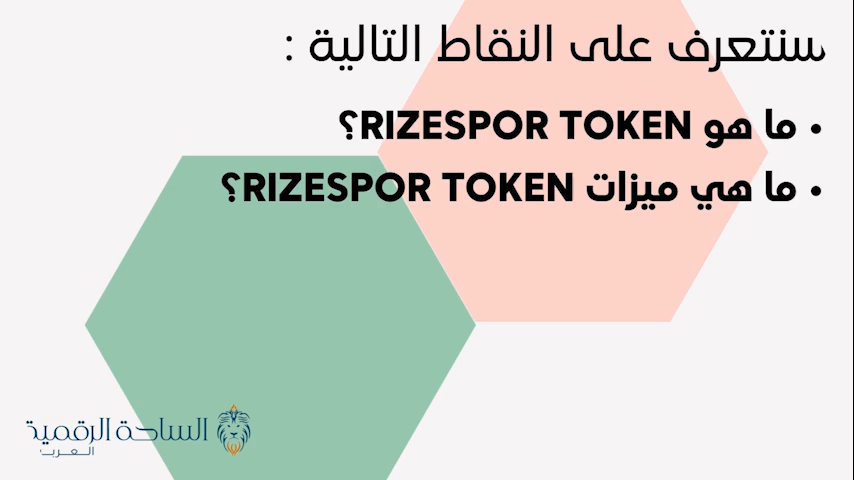 سنتعرف على النقاط التالية :
• ما هو RIZESPOR TOKEN؟
• ما هي ميزات RIZESPOR TOKEN؟
الساحة الرقمية